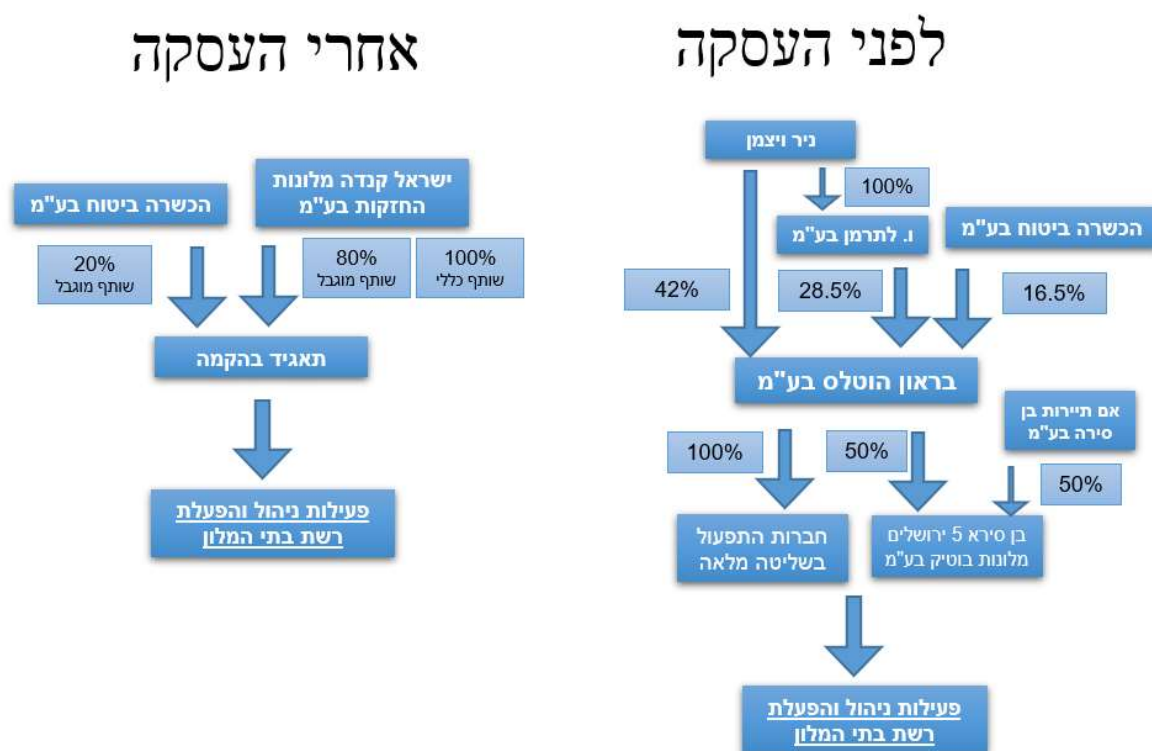 לפני העסקה
ניר ויצמן
100%
ו. לתרמן בע"מ
הכשרה ביטוח בע"מ
42%
28.5%
16.5%
בראון הוטלס בע"מ
אם תיירות בן
סירה בע"מ
100%
50%
50%
חברות התפעול
בשליטה מלאה
בן סירא 5 ירושלים
מלונות בוטיק בע"מ
פעילות ניהול והפעלת
רשת בתי המלון
אחרי העסקה
ישראל קנדה מלונות
החזקות בע"מ
הכשרה ביטוח בע"מ
100%
שותף כללי
80%
שותף מוגבל
20%
שותף מוגבל
תאגיד בהקמה
פעילות ניהול והפעלת
רשת בתי המלון